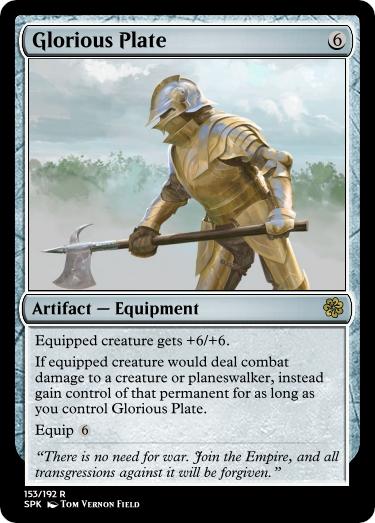 Glorious Plate 6
Artifact — Equipment
Equipped creature gets +6/+6.
If equipped creature would deal combat
damage to a creature or planeswalker, instead
gain control of that permanent for as long as
you control Glorious Plate.
Equip 6
“There is no need for war. Join the Empire, and all
transgressions against it will be forgiven.”
153/192 R
SPK Tom Vernon Field